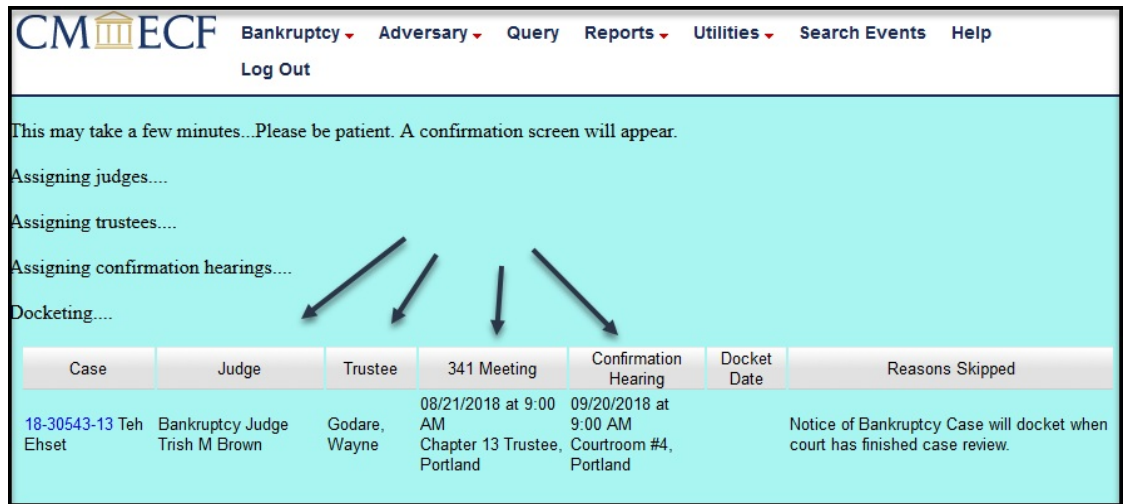 CM ECF Bankruptcy Adversary Query Reports Utilities Search Events Help
Log Out
This may take a few minutes...Please be patient. A confirmation screen will appear.
Assigning judges....
Assigning trustees....
Assigning confirmation hearings....
Docketing....
Case Judge Trustee 341 Meeting Confirmation Hearing Docket Date Reasons Skipped
18-30543-13 Teh Ehset
Bankruptcy Judge Trish M Brown
Godare, Wayne
08/21/2018 at 9:00 AM
Chapter 13 Trustee, Portland
09/20/2018 at 9:00 AM
Courtroom #4, Portland
Notice of Bankruptcy Case will docket when
court has finished case review.